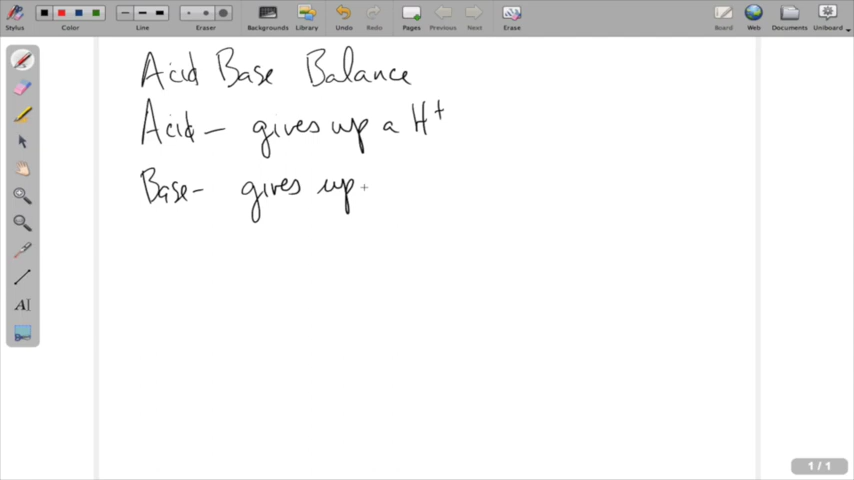 Stylus Color Line Eraser Backgrounds Library Undo Redo Pages Previous Next Erase Board Web Documents Uniboard
Acid Base Balance
Acid - gives up a H+
Base - gives up
AI
1 / 1